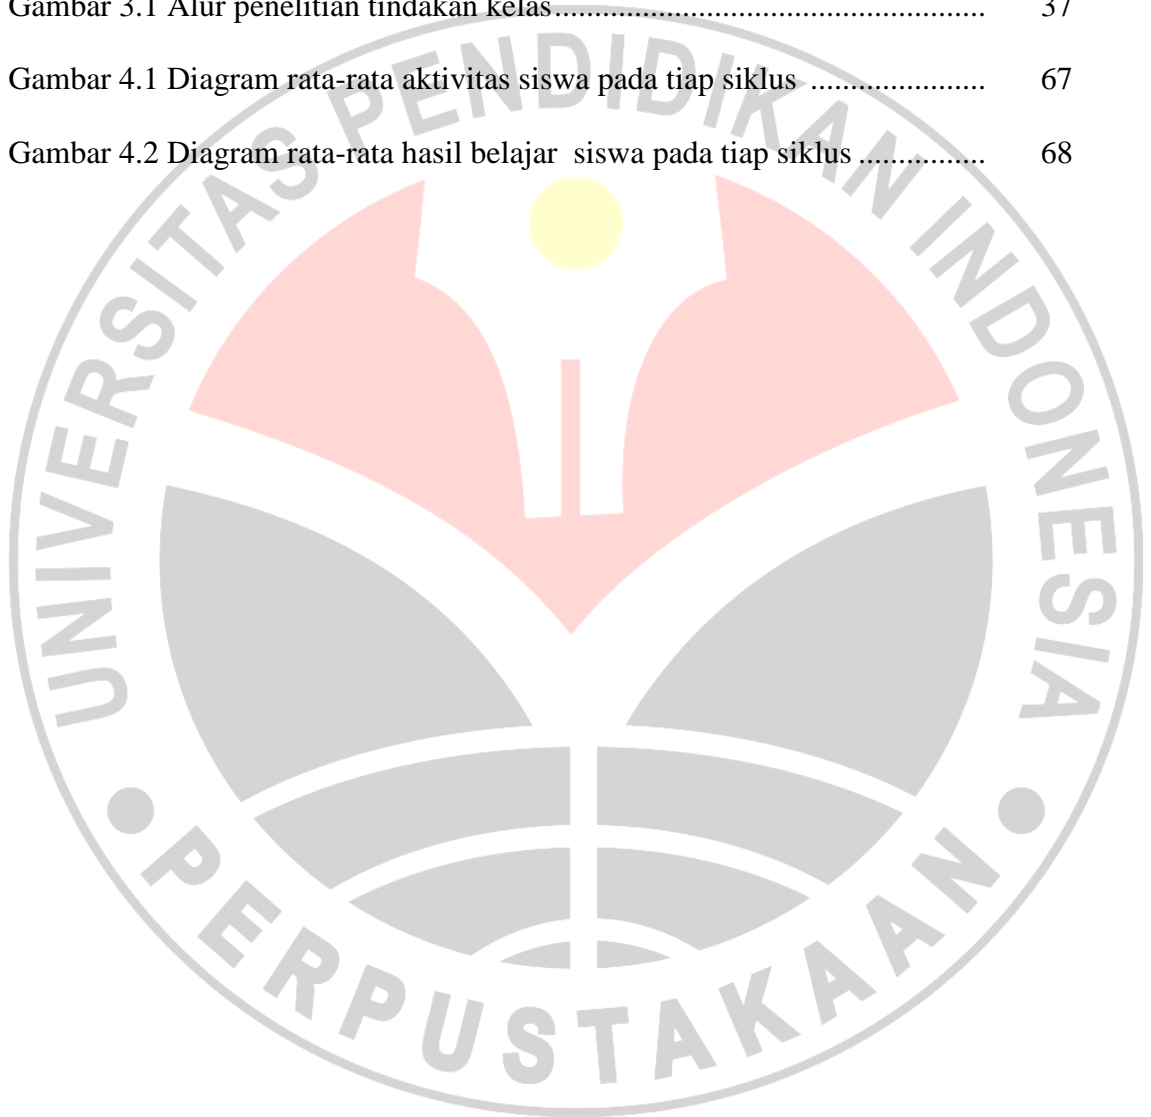 Gambar 3.1 Alur penelitian tindakan kelas...................................................... 37
Gambar 4.1 Diagram rata-rata aktivitas siswa pada tiap siklus ...................... 67
Gambar 4.2 Diagram rata-rata hasil belajar  siswa pada tiap siklus ................ 68
UNIVERSITAS PENDIDIKAN INDONESIA
PERPUSTAKAAN